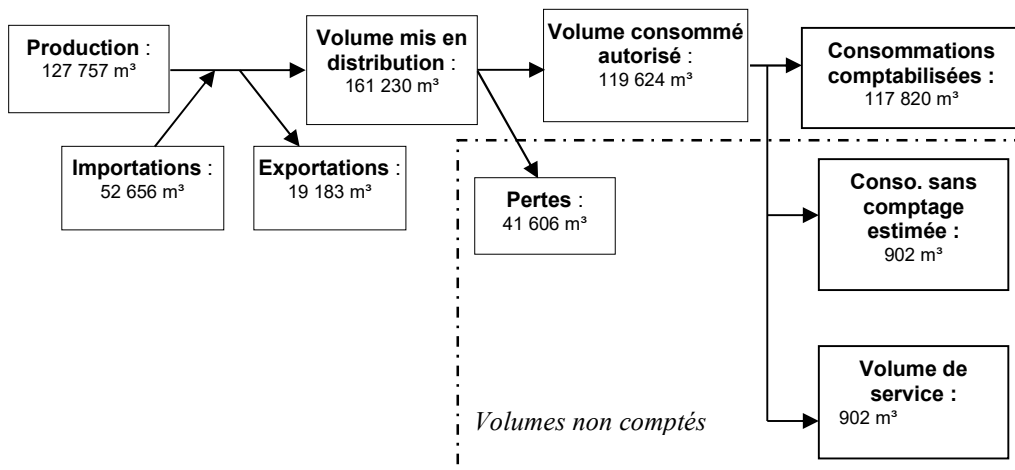 Production :
127 757 m³
Volume mis en
distribution :
161 230 m³
Volume consommé
autorisé :
119 624 m³
Consommations
comptabilisées :
117 820 m³
Importations :
52 656 m³
Exportations :
19 183 m³
Pertes :
41 606 m³
Conso. sans
comptage
estimée :
902 m³
Volume de
service :
902 m³
Volumes non comptés